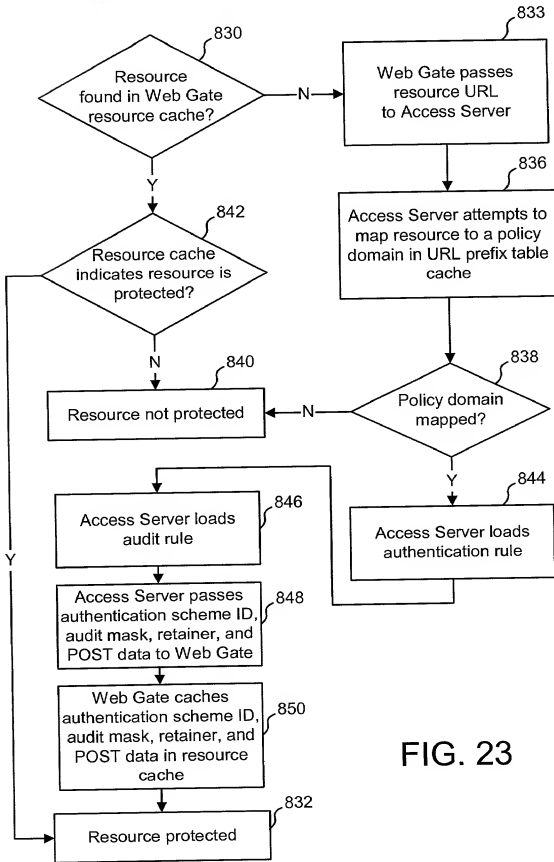 830
Resource
found in Web Gate
resource cache?
N
833
Web Gate passes
resource URL
to Access Server
Y
836
Access Server attempts to
map resource to a policy
domain in URL prefix table
cache
842
Resource cache
indicates resource is
protected?
N
840
Resource not protected
838
Policy domain
mapped?
N
Y
844
Access Server loads
authentication rule
846
Access Server loads
audit rule
Y
848
Access Server passes
authentication scheme ID,
audit mask, retainer, and
POST data to Web Gate
850
Web Gate caches
authentication scheme ID,
audit mask, retainer, and
POST data in resource
cache
832
Resource protected
FIG. 23